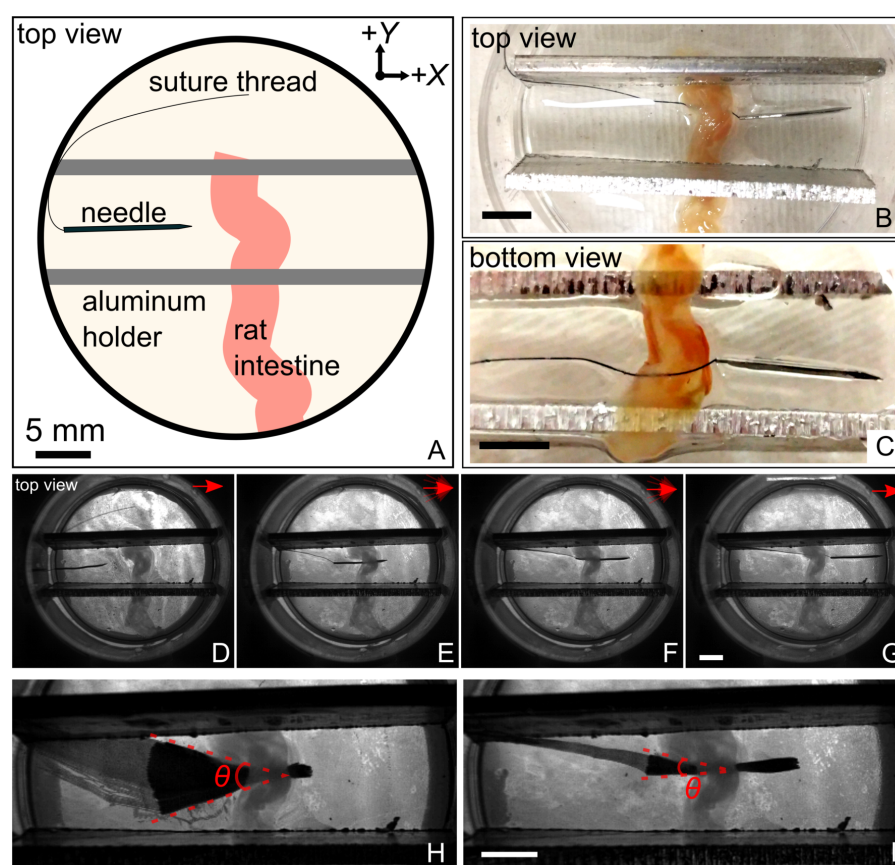 top view
+Y
+X
suture thread
needle
aluminum
holder
rat
intestine
5 mm
A
top view
B
bottom view
C
top view
D
E
F
G
θ
H
θ